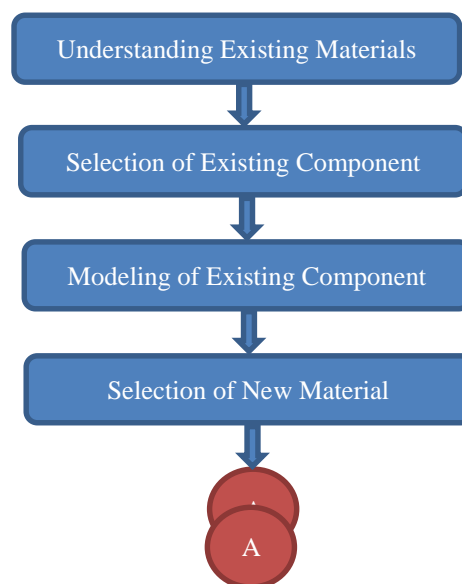 Understanding Existing Materials
Selection of Existing Component
Modeling of Existing Component
Selection of New Material
A